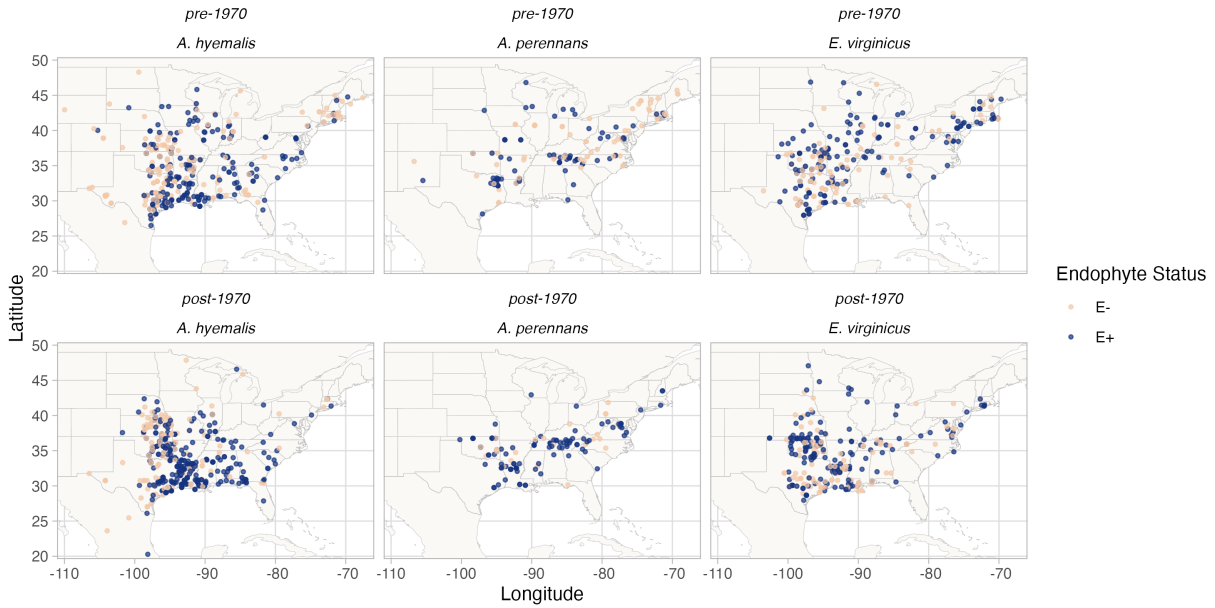 pre-1970 pre-1970 pre-1970
A. hyemalis A. perennans E. virginicus
50
45
40
35
30
25
20
post-1970 post-1970 post-1970
A. hyemalis A. perennans E. virginicus
50
45
40
35
30
25
20
-110 -100 -90 -80 -70 -110 -100 -90 -80 -70 -110 -100 -90 -80 -70
Longitude
Latitude
Endophyte Status
E-
E+